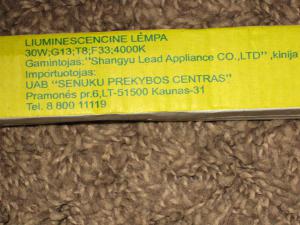 LIUMINESCENCINE LEMPA
30W;G13;T8;F33;4000K
Gamintojas:"Shangyu Lead Appliance CO.,LTD" ,kinija
Importuotojas:
UAB "SENUKU PREKYBOS CENTRAS"
Pramonės pr.6,LT-51500 Kaunas-31
Tel. 8 800 11119